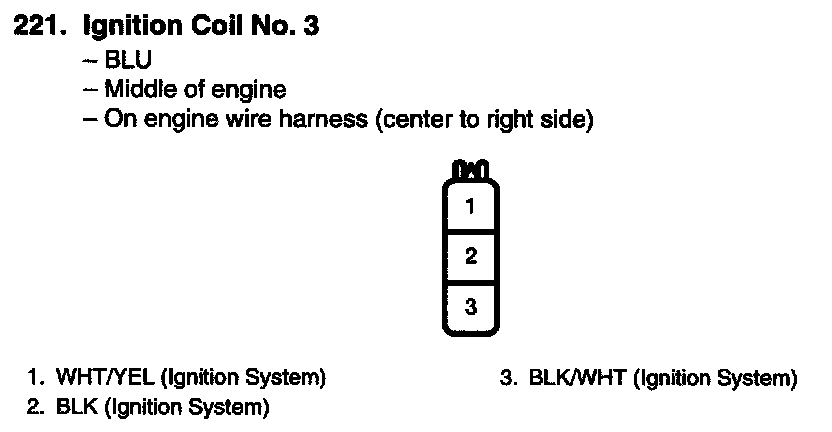 221. Ignition Coil No. 3
– BLU
– Middle of engine
– On engine wire harness (center to right side)
1
2
3
1. WHT/YEL (Ignition System)
2. BLK (Ignition System)
3. BLK/WHT (Ignition System)